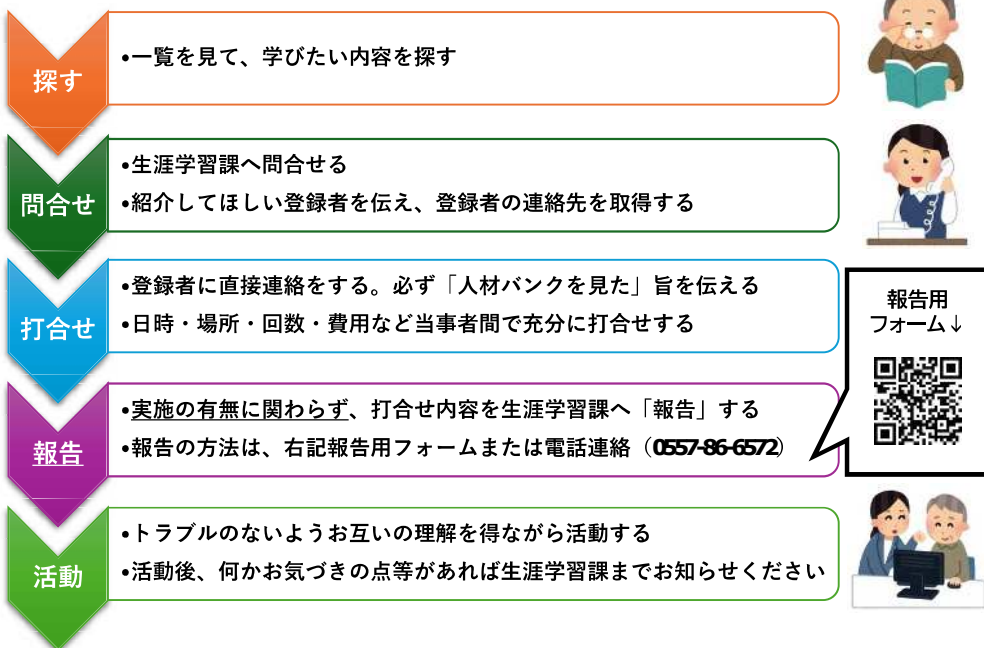 探す
•一覧を見て、学びたい内容を探す
問合せ
•生涯学習課へ問合せる
•紹介してほしい登録者を伝え、登録者の連絡先を取得する
打合せ
•登録者に直接連絡をする。必ず「人材バンクを見た」旨を伝える
•日時・場所・回数・費用など当事者間で充分に打合せする
報告用
フォーム↓
報告
•実施の有無に関わらず、打合せ内容を生涯学習課へ「報告」する
•報告の方法は、右記報告用フォームまたは電話連絡（0557-86-6572）
活動
•トラブルのないようお互いの理解を得ながら活動する
•活動後、何かお気づきの点等があれば生涯学習課までお知らせください